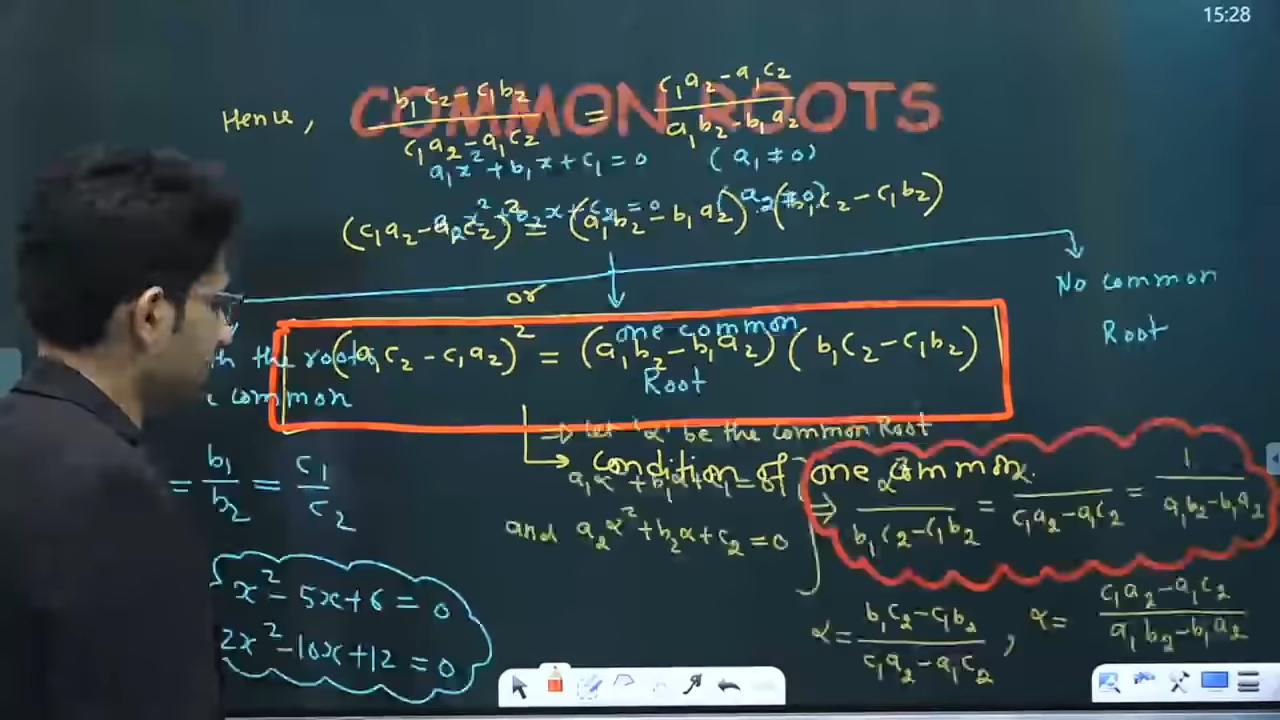 15:28
COMMON ROOTS
Hence, (b₁c₂-c₁b₂)/(c₁a₂-a₁c₂) = (c₁a₂-a₁c₂)/(a₁b₂-b₁a₂)
a₁x²+b₁x+c₁=0 (a₁≠0)
(c₁a₂-a₁c₂)² = (a₁b₂-b₁a₂)(b₁c₂-c₁b₂)
or
No common
Root
one common
Root
(a₁c₂-c₁a₂)² = (a₁b₂-b₁a₂)(b₁c₂-c₁b₂)
the roots
common
= b₁/b₂ = c₁/c₂
⇒ Let 'α' be the common Root
condition of one common
and a₂α²+b₂α+c₂=0
⇒ α²/(b₁c₂-c₁b₂) = α/(c₁a₂-a₁c₂) = 1/(a₁b₂-b₁a₂)
α = (b₁c₂-c₁b₂)/(c₁a₂-a₁c₂), α = (c₁a₂-a₁c₂)/(a₁b₂-b₁a₂)
x²-5x+6=0
2x²-10x+12=0